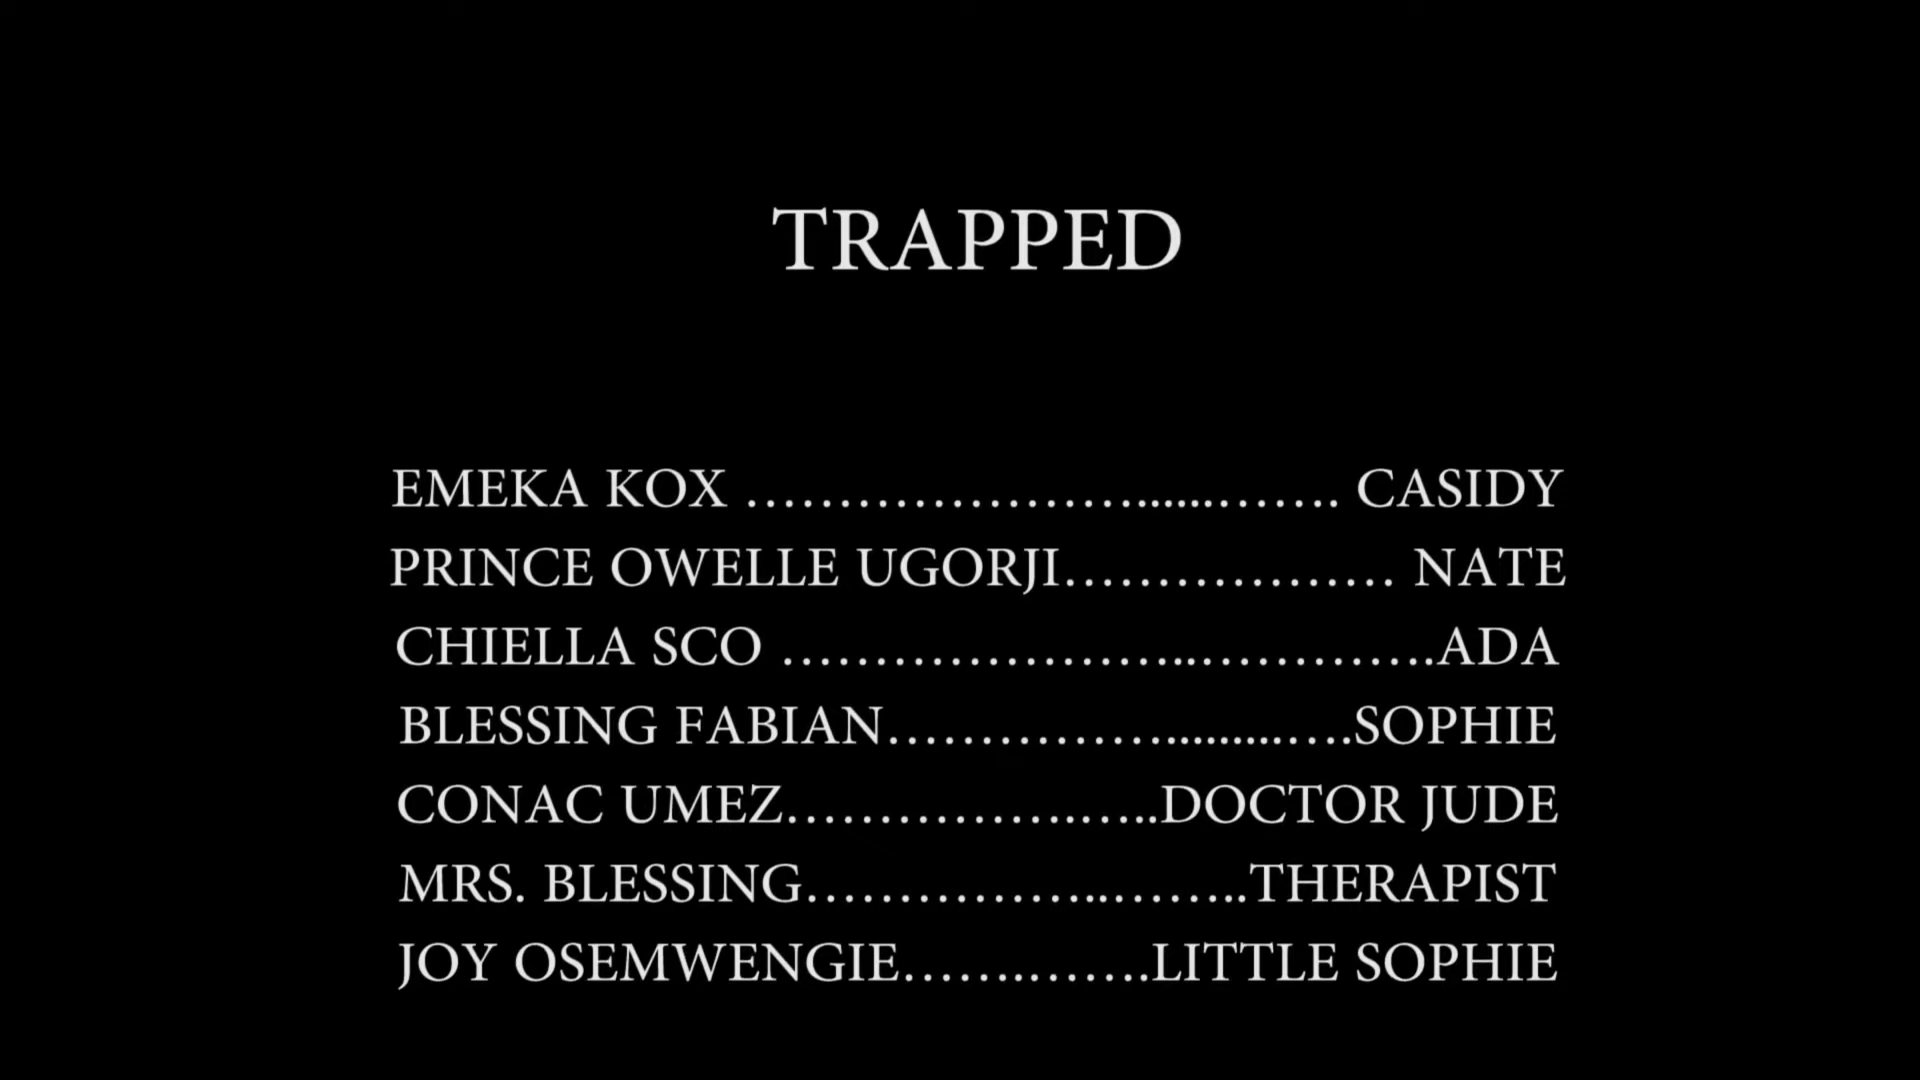 TRAPPED
EMEKA KOX ……………………......……. CASIDY
PRINCE OWELLE UGORJI……………… NATE
CHIELLA SCO ……………………..………….ADA
BLESSING FABIAN……………..........….SOPHIE
CONAC UMEZ……………….…..DOCTOR JUDE
MRS. BLESSING……………..……..THERAPIST
JOY OSEMWENGIE…….…….LITTLE SOPHIE